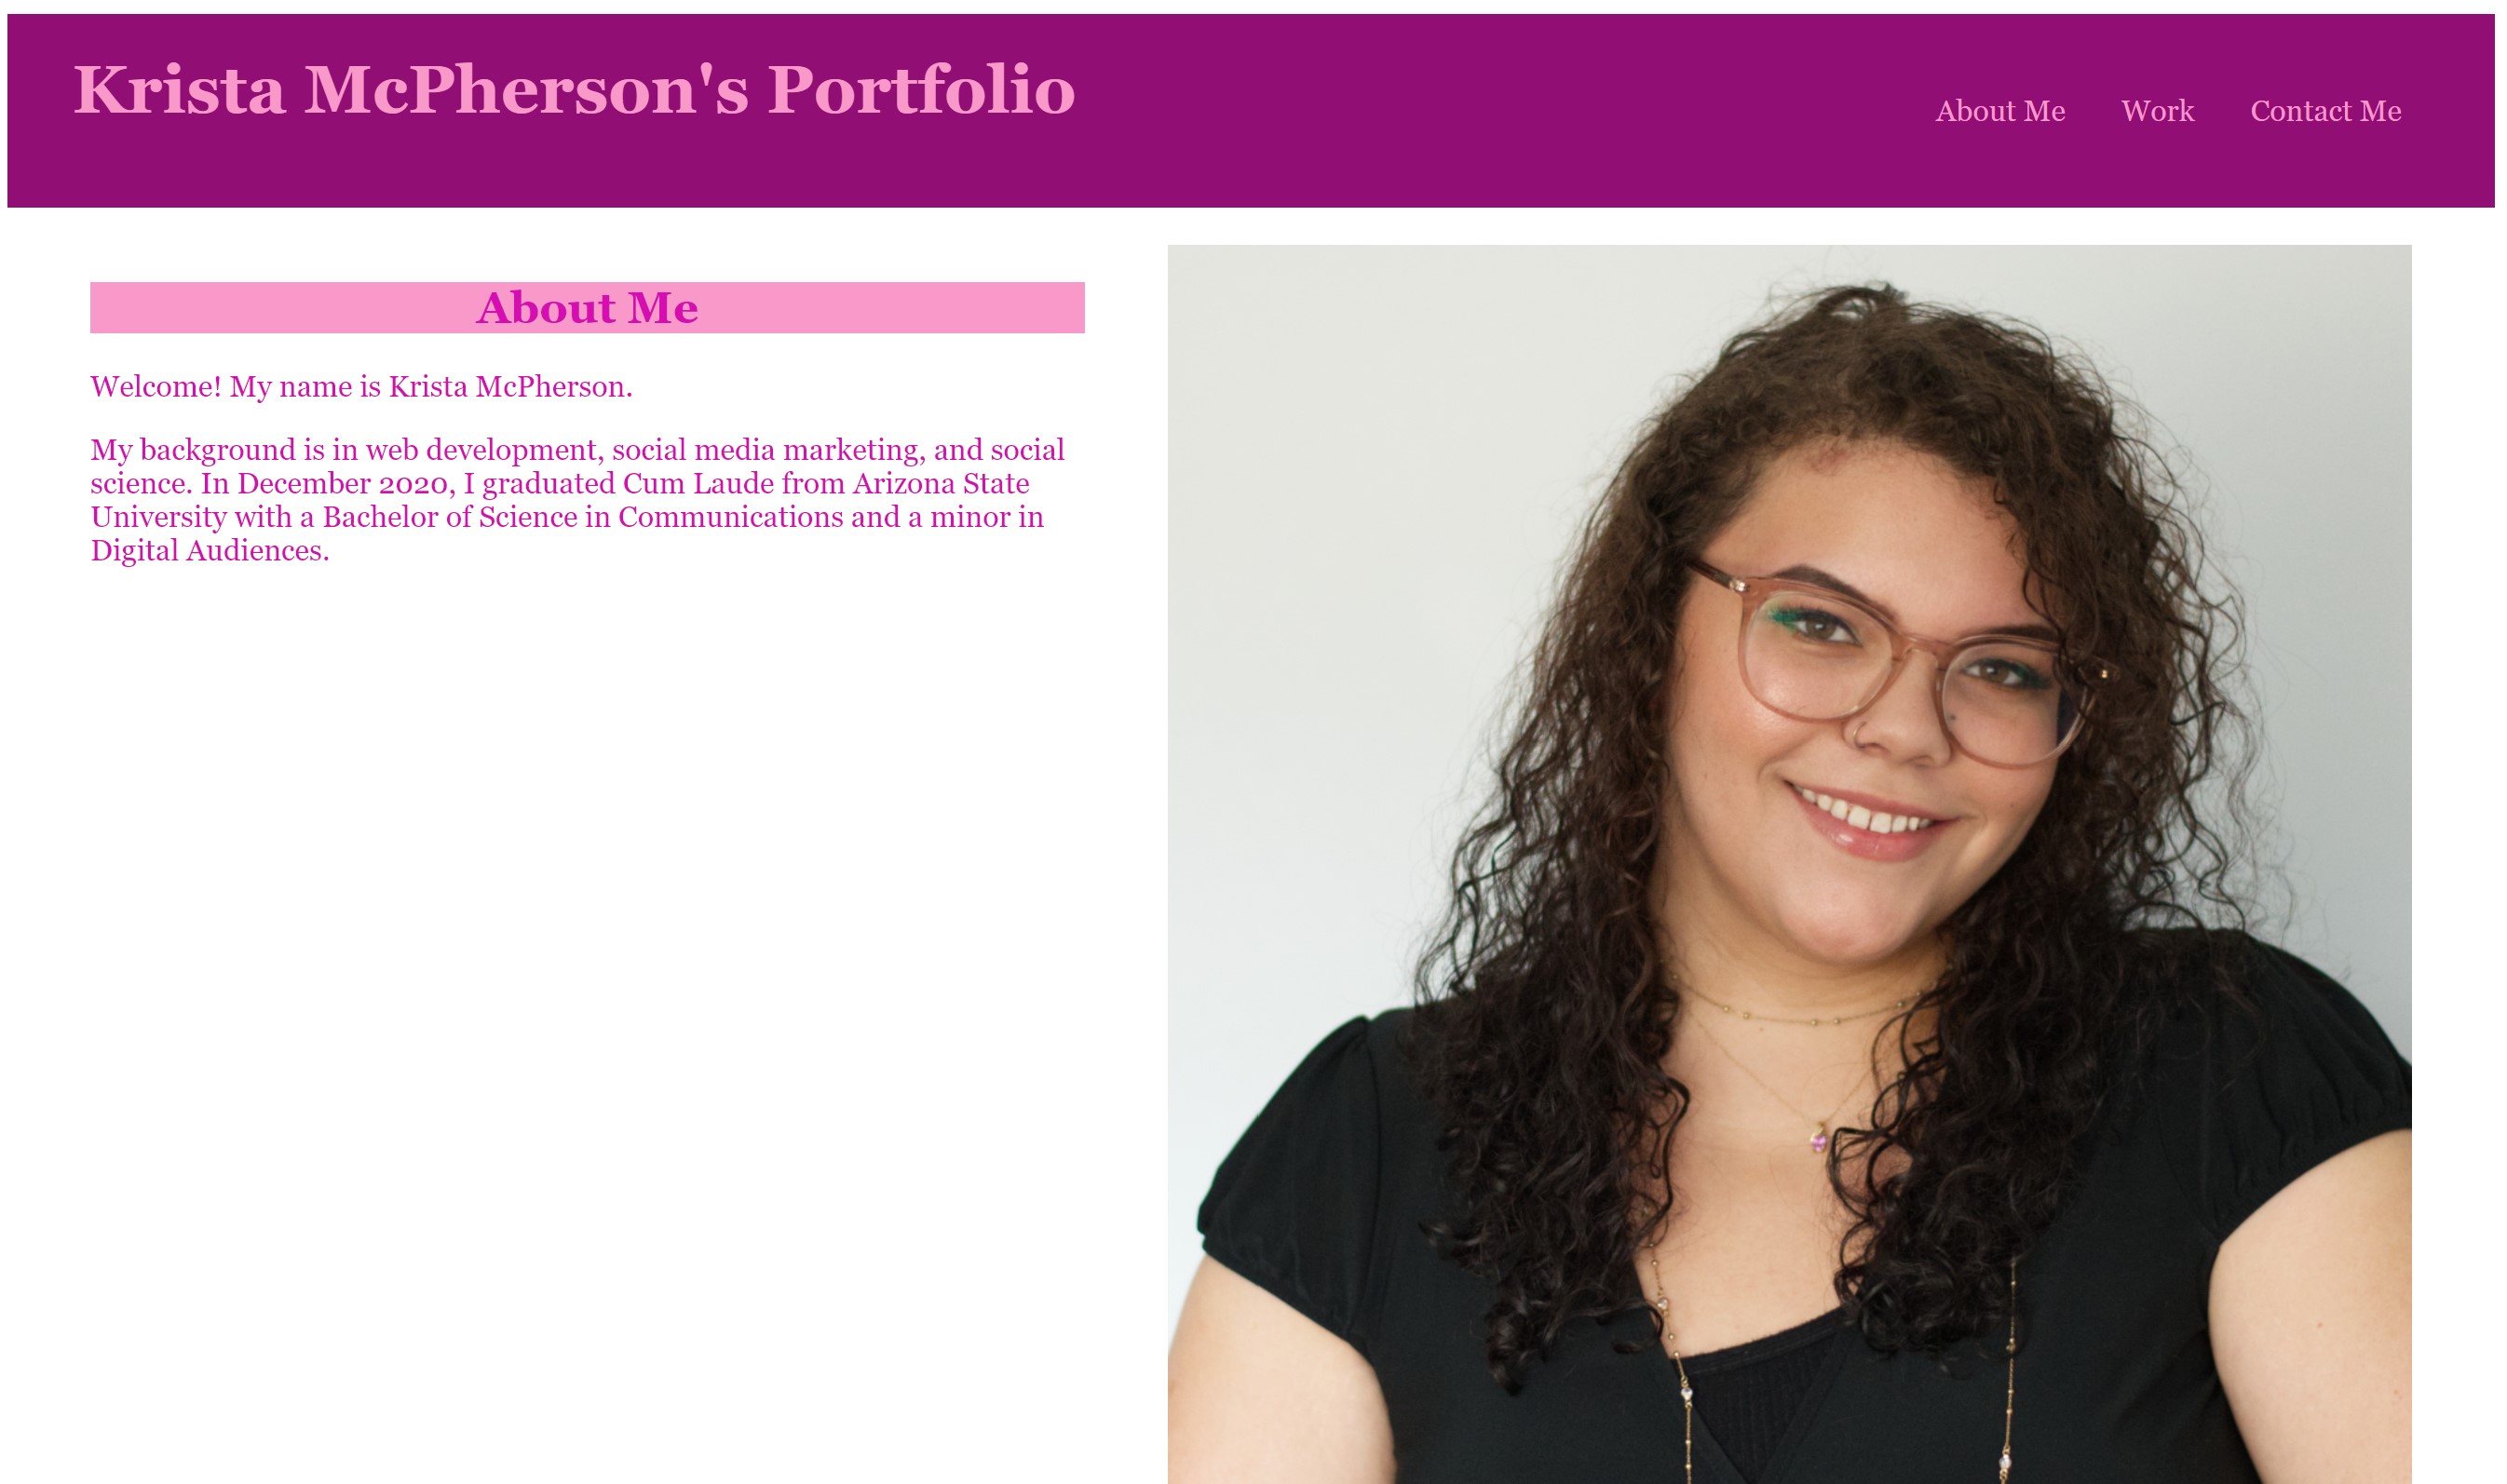 Krista McPherson's Portfolio
About Me
Work
Contact Me
About Me
Welcome! My name is Krista McPherson.
My background is in web development, social media marketing, and social
science. In December 2020, I graduated Cum Laude from Arizona State
University with a Bachelor of Science in Communications and a minor in
Digital Audiences.